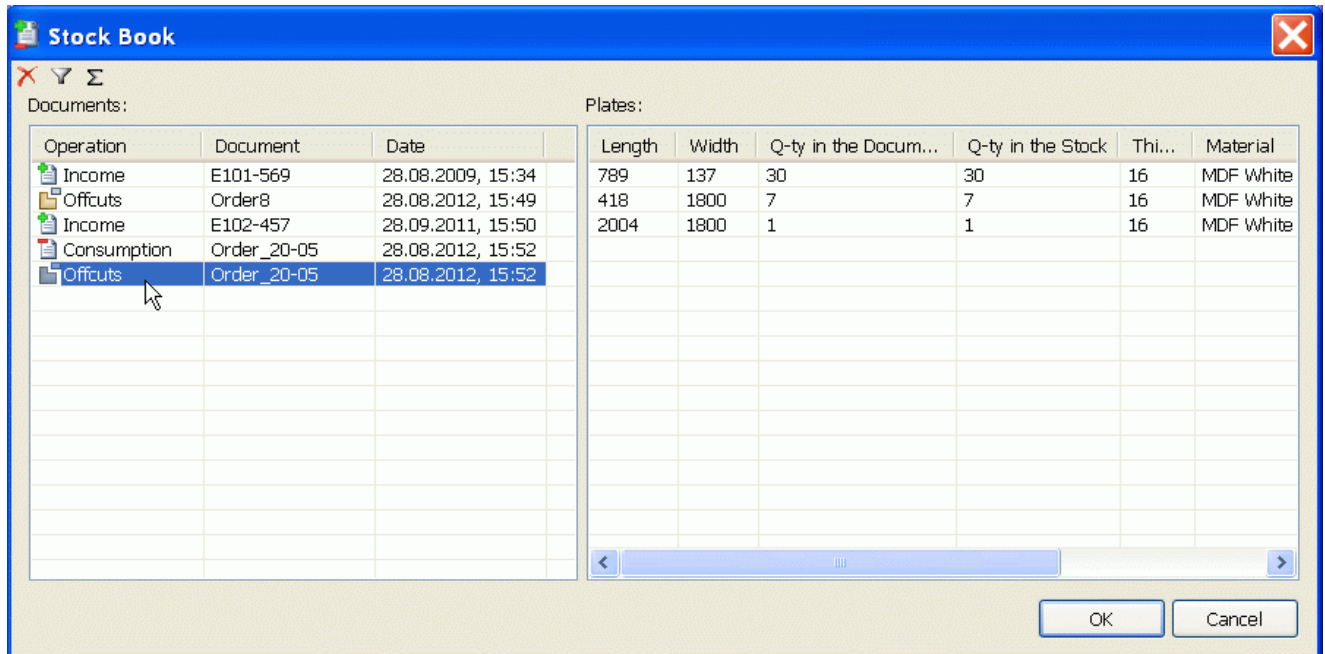 Stock Book
Σ
Documents:
Plates:
Operation Document Date
Length Width Q-ty in the Docum... Q-ty in the Stock Thi... Material
Income E101-569 28.08.2009, 15:34
789 137 30 30 16 MDF White
Offcuts Order8 28.08.2012, 15:49
418 1800 7 7 16 MDF White
Income E102-457 28.09.2011, 15:50
2004 1800 1 1 16 MDF White
Consumption Order_20-05 28.08.2012, 15:52
Offcuts Order_20-05 28.08.2012, 15:52
OK Cancel